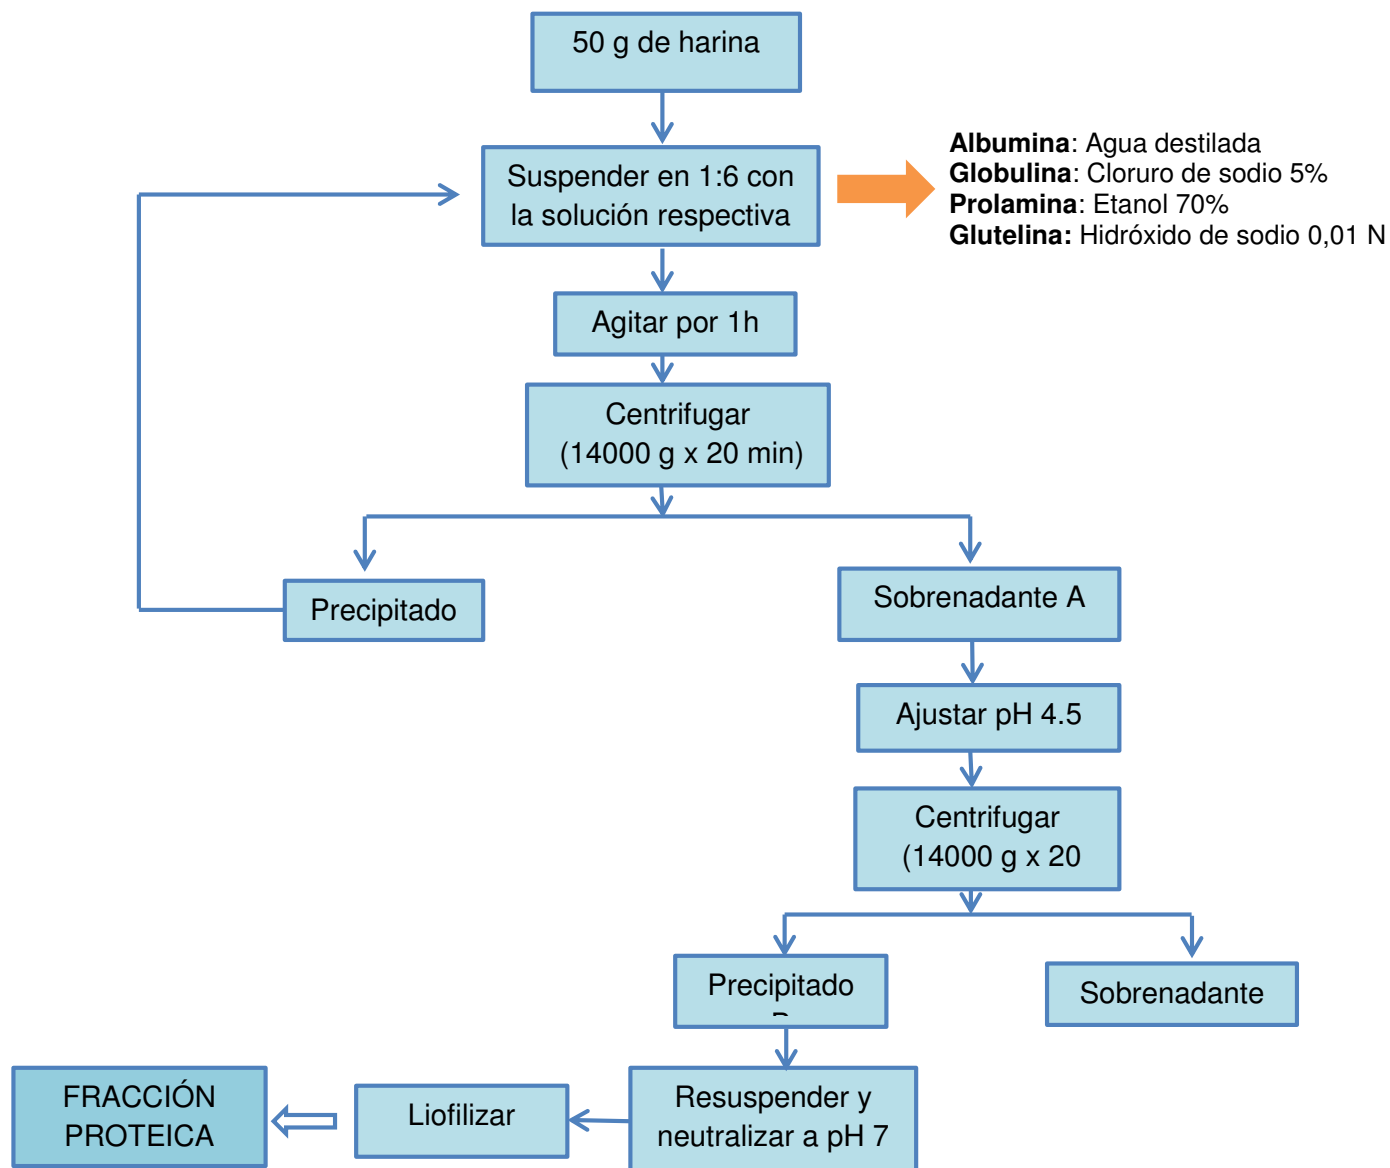 50 g de harina
Suspender en 1:6 con
la solución respectiva
Albumina: Agua destilada
Globulina: Cloruro de sodio 5%
Prolamina: Etanol 70%
Glutelina: Hidróxido de sodio 0,01 N
Agitar por 1h
Centrifugar
(14000 g x 20 min)
Precipitado
Sobrenadante A
Ajustar pH 4.5
Centrifugar
(14000 g x 20
Precipitado
Sobrenadante
Resuspender y
neutralizar a pH 7
Liofilizar
FRACCIÓN
PROTEICA